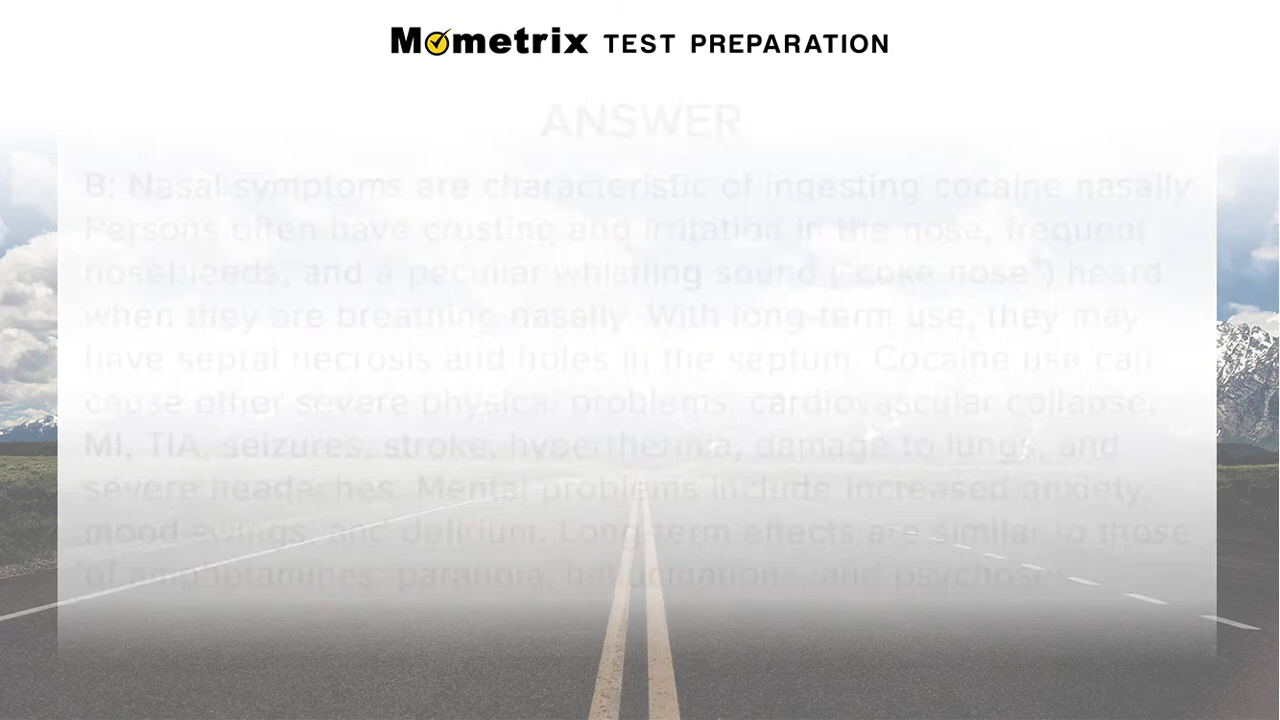 Mometrix TEST PREPARATION
ANSWER
B: Nasal symptoms are characteristic of ingesting cocaine nasally
Persons often have crusting and irritation in the nose, frequent
nosebleeds, and a peculiar whistling sound ("coke nose") heard
when they are breathing nasally. With long-term use, they may
have septal necrosis and holes in the septum. Cocaine use can
cause other severe physical problems: cardiovascular collapse,
MI, TIA, seizures, stroke, hyperthermia, damage to lungs, and
severe headaches. Mental problems include increased anxiety,
mood swings, and delirium. Long-term effects are similar to those
of amphetamines: paranoia, hallucinations, and psychoses